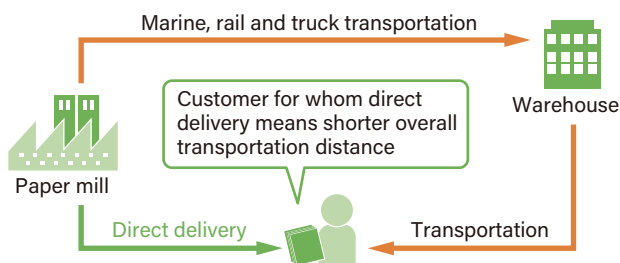 Marine, rail and truck transportation
Customer for whom direct
delivery means shorter overall
transportation distance
Warehouse
Paper mill
Direct delivery
Transportation